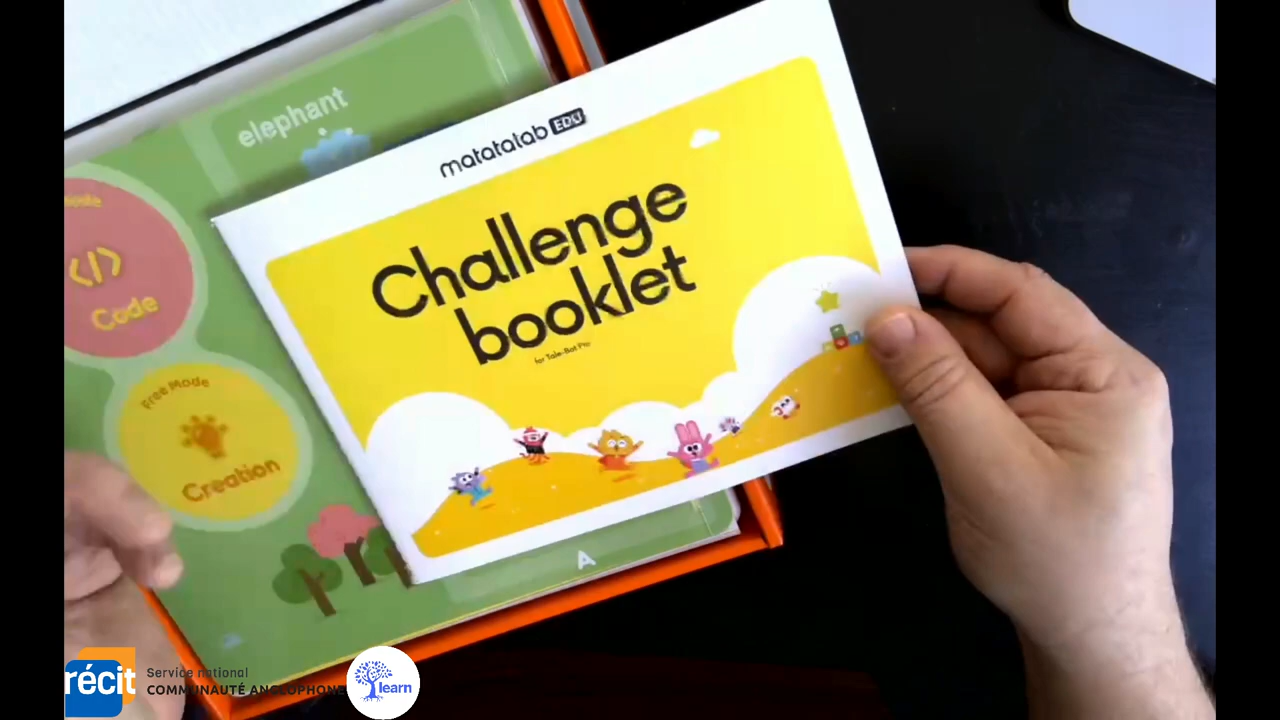 elephant
matatalab EDU
Challenge
booklet
for Tale-Bot Pro
</>
Code
Free Mode
Creation
A
récit
Service national
COMMUNAUTÉ ANGLOPHONE
learn